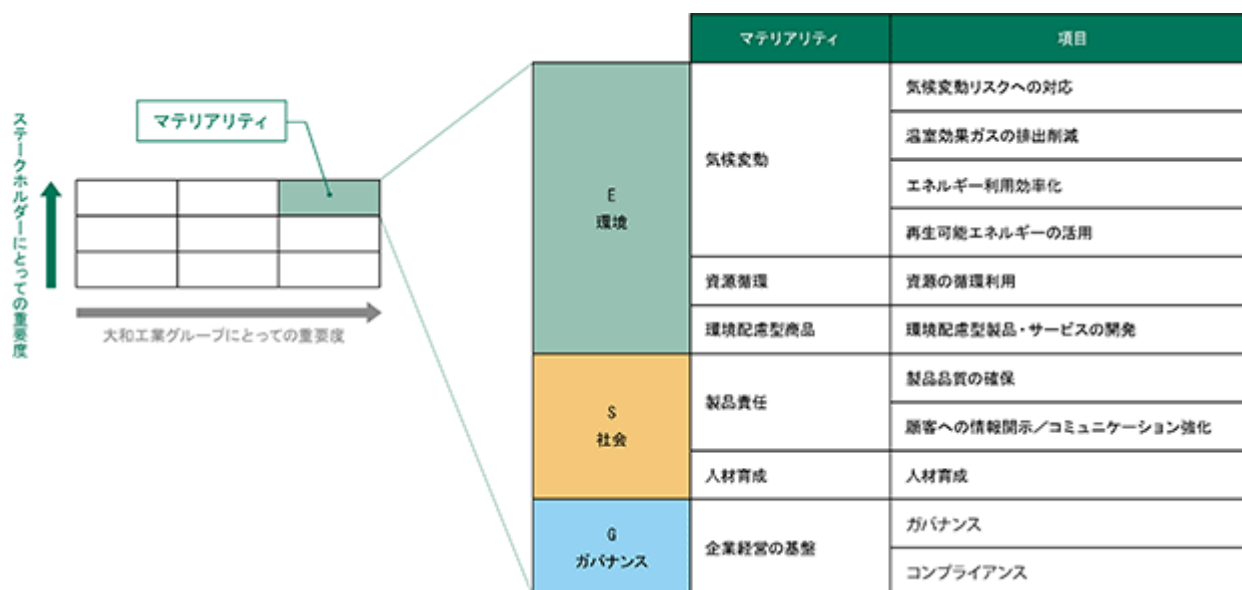 ステークホルダーにとっての重要度
マテリアリティ
大和工業グループにとっての重要度
マテリアリティ
項目
E
環境
気候変動
気候変動リスクへの対応
温室効果ガスの排出削減
エネルギー利用効率化
再生可能エネルギーの活用
資源循環
資源の循環利用
環境配慮型商品
環境配慮型製品・サービスの開発
S
社会
製品責任
製品品質の確保
顧客への情報開示／コミュニケーション強化
人材育成
人材育成
G
ガバナンス
企業経営の基盤
ガバナンス
コンプライアンス